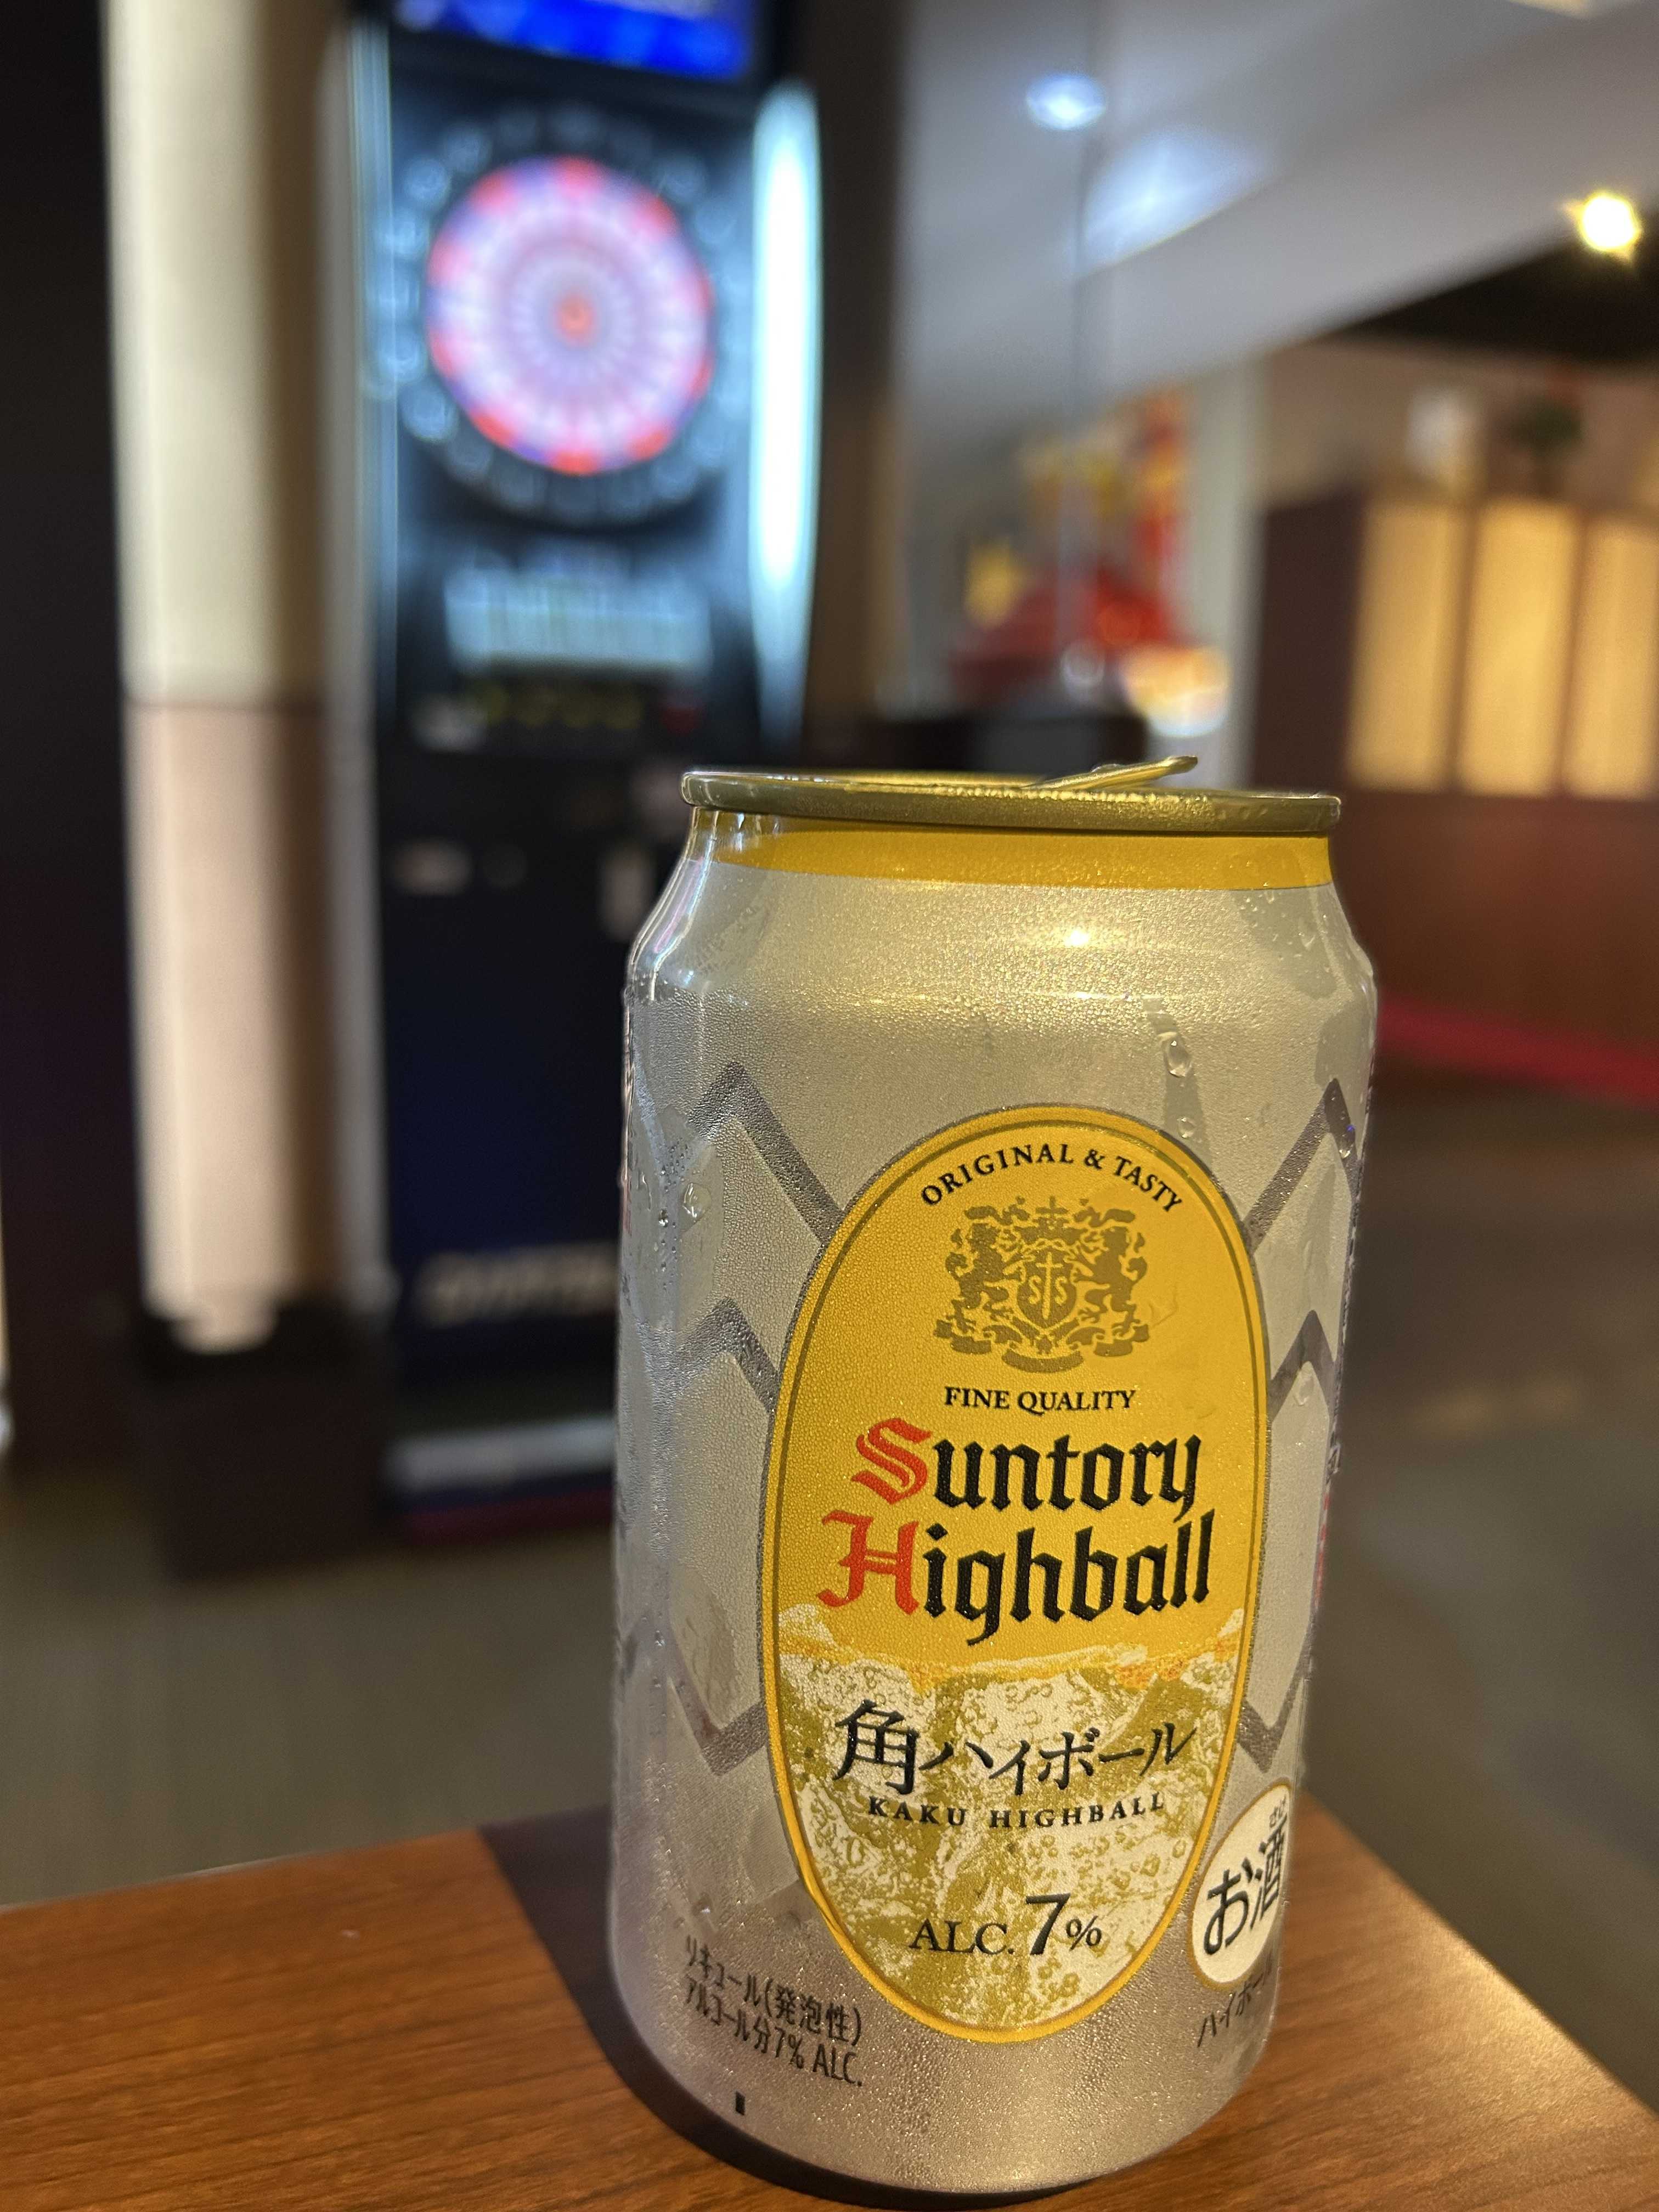 ORIGINAL & TASTY
FINE QUALITY
Suntory
Highball
角ハイボール
KAKU HIGHBALL
ALC.7%
お酒
リキュール(発泡性)
アルコール分7% ALC.